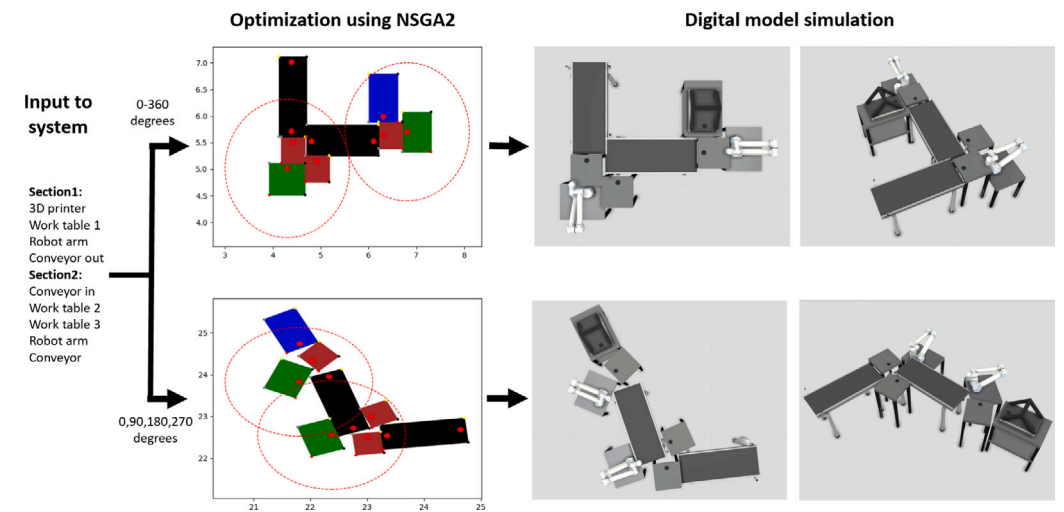 Optimization using NSGA2
Digital model simulation
Input to
system
0-360
degrees
Section1:
3D printer
Work table 1
Robot arm
Conveyor out
Section2:
Conveyor in
Work table 2
Work table 3
Robot arm
Conveyor
0,90,180,270
degrees
7.0
6.5
6.0
5.5
5.0
4.5
4.0
3 4 5 6 7 8
25
24
23
22
21 22 23 24 25